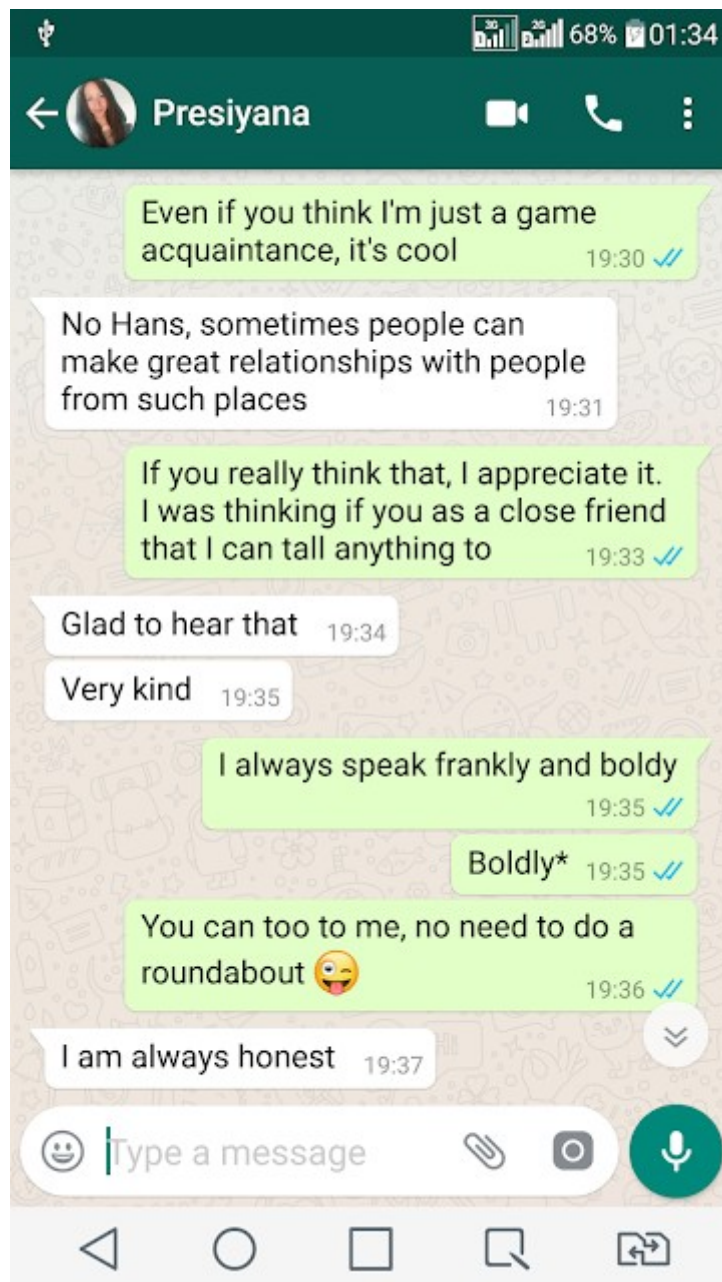 3G 3G 68% 01:34
Presiyana
Even if you think I'm just a game
acquaintance, it's cool
19:30
No Hans, sometimes people can
make great relationships with people
from such places
19:31
If you really think that, I appreciate it.
I was thinking if you as a close friend
that I can tall anything to
19:33
Glad to hear that 19:34
Very kind 19:35
I always speak frankly and boldy
19:35
Boldly* 19:35
You can too to me, no need to do a
roundabout 😜
19:36
I am always honest 19:37
Type a message